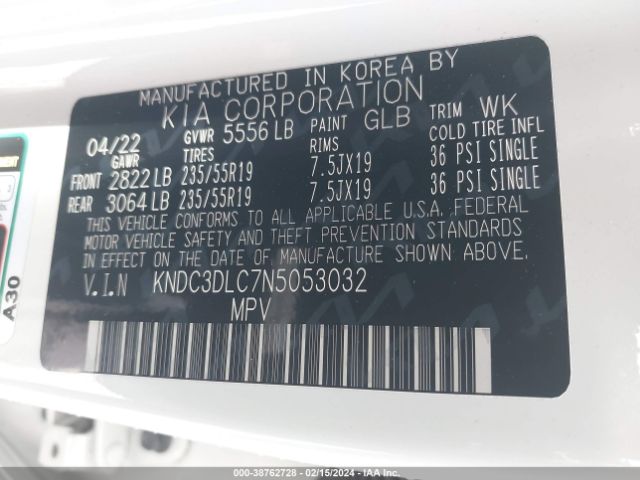 MANUFACTURED IN KOREA BY
KIA CORPORATION
04/22 GVWR 5556 LB PAINT GLB TRIM WK
GAWR TIRES RIMS COLD TIRE INFL
FRONT 2822 LB 235/55R19 7.5JX19 36 PSI SINGLE
REAR 3064 LB 235/55R19 7.5JX19 36 PSI SINGLE
THIS VEHICLE CONFORMS TO ALL APPLICABLE U.S.A. FEDERAL
MOTOR VEHICLE SAFETY AND THEFT PREVENTION STANDARDS
IN EFFECT ON THE DATE OF MANUFACTURE SHOWN ABOVE.
V.I.N KNDC3DLC7N5053032
MPV
A30
000-38762728 - 02/15/2024 - IAA Inc.